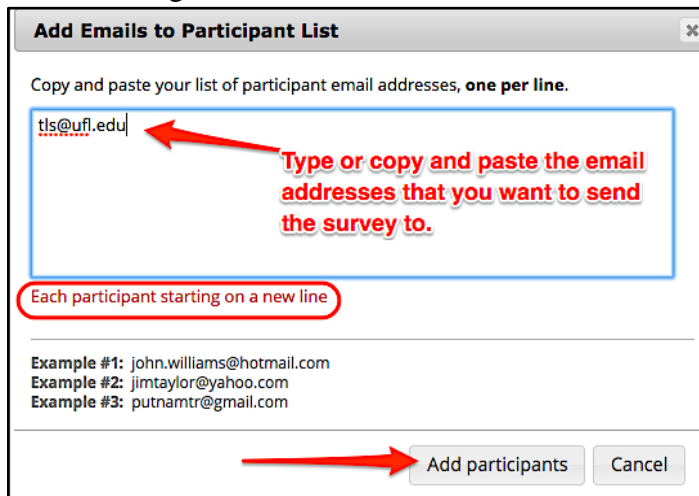 Add Emails to Participant List
Copy and paste your list of participant email addresses, one per line.
tls@ufl.edu
Type or copy and paste the email
addresses that you want to send
the survey to.
Each participant starting on a new line
Example #1: john.williams@hotmail.com
Example #2: jimtaylor@yahoo.com
Example #3: putnamtr@gmail.com
Add participants Cancel